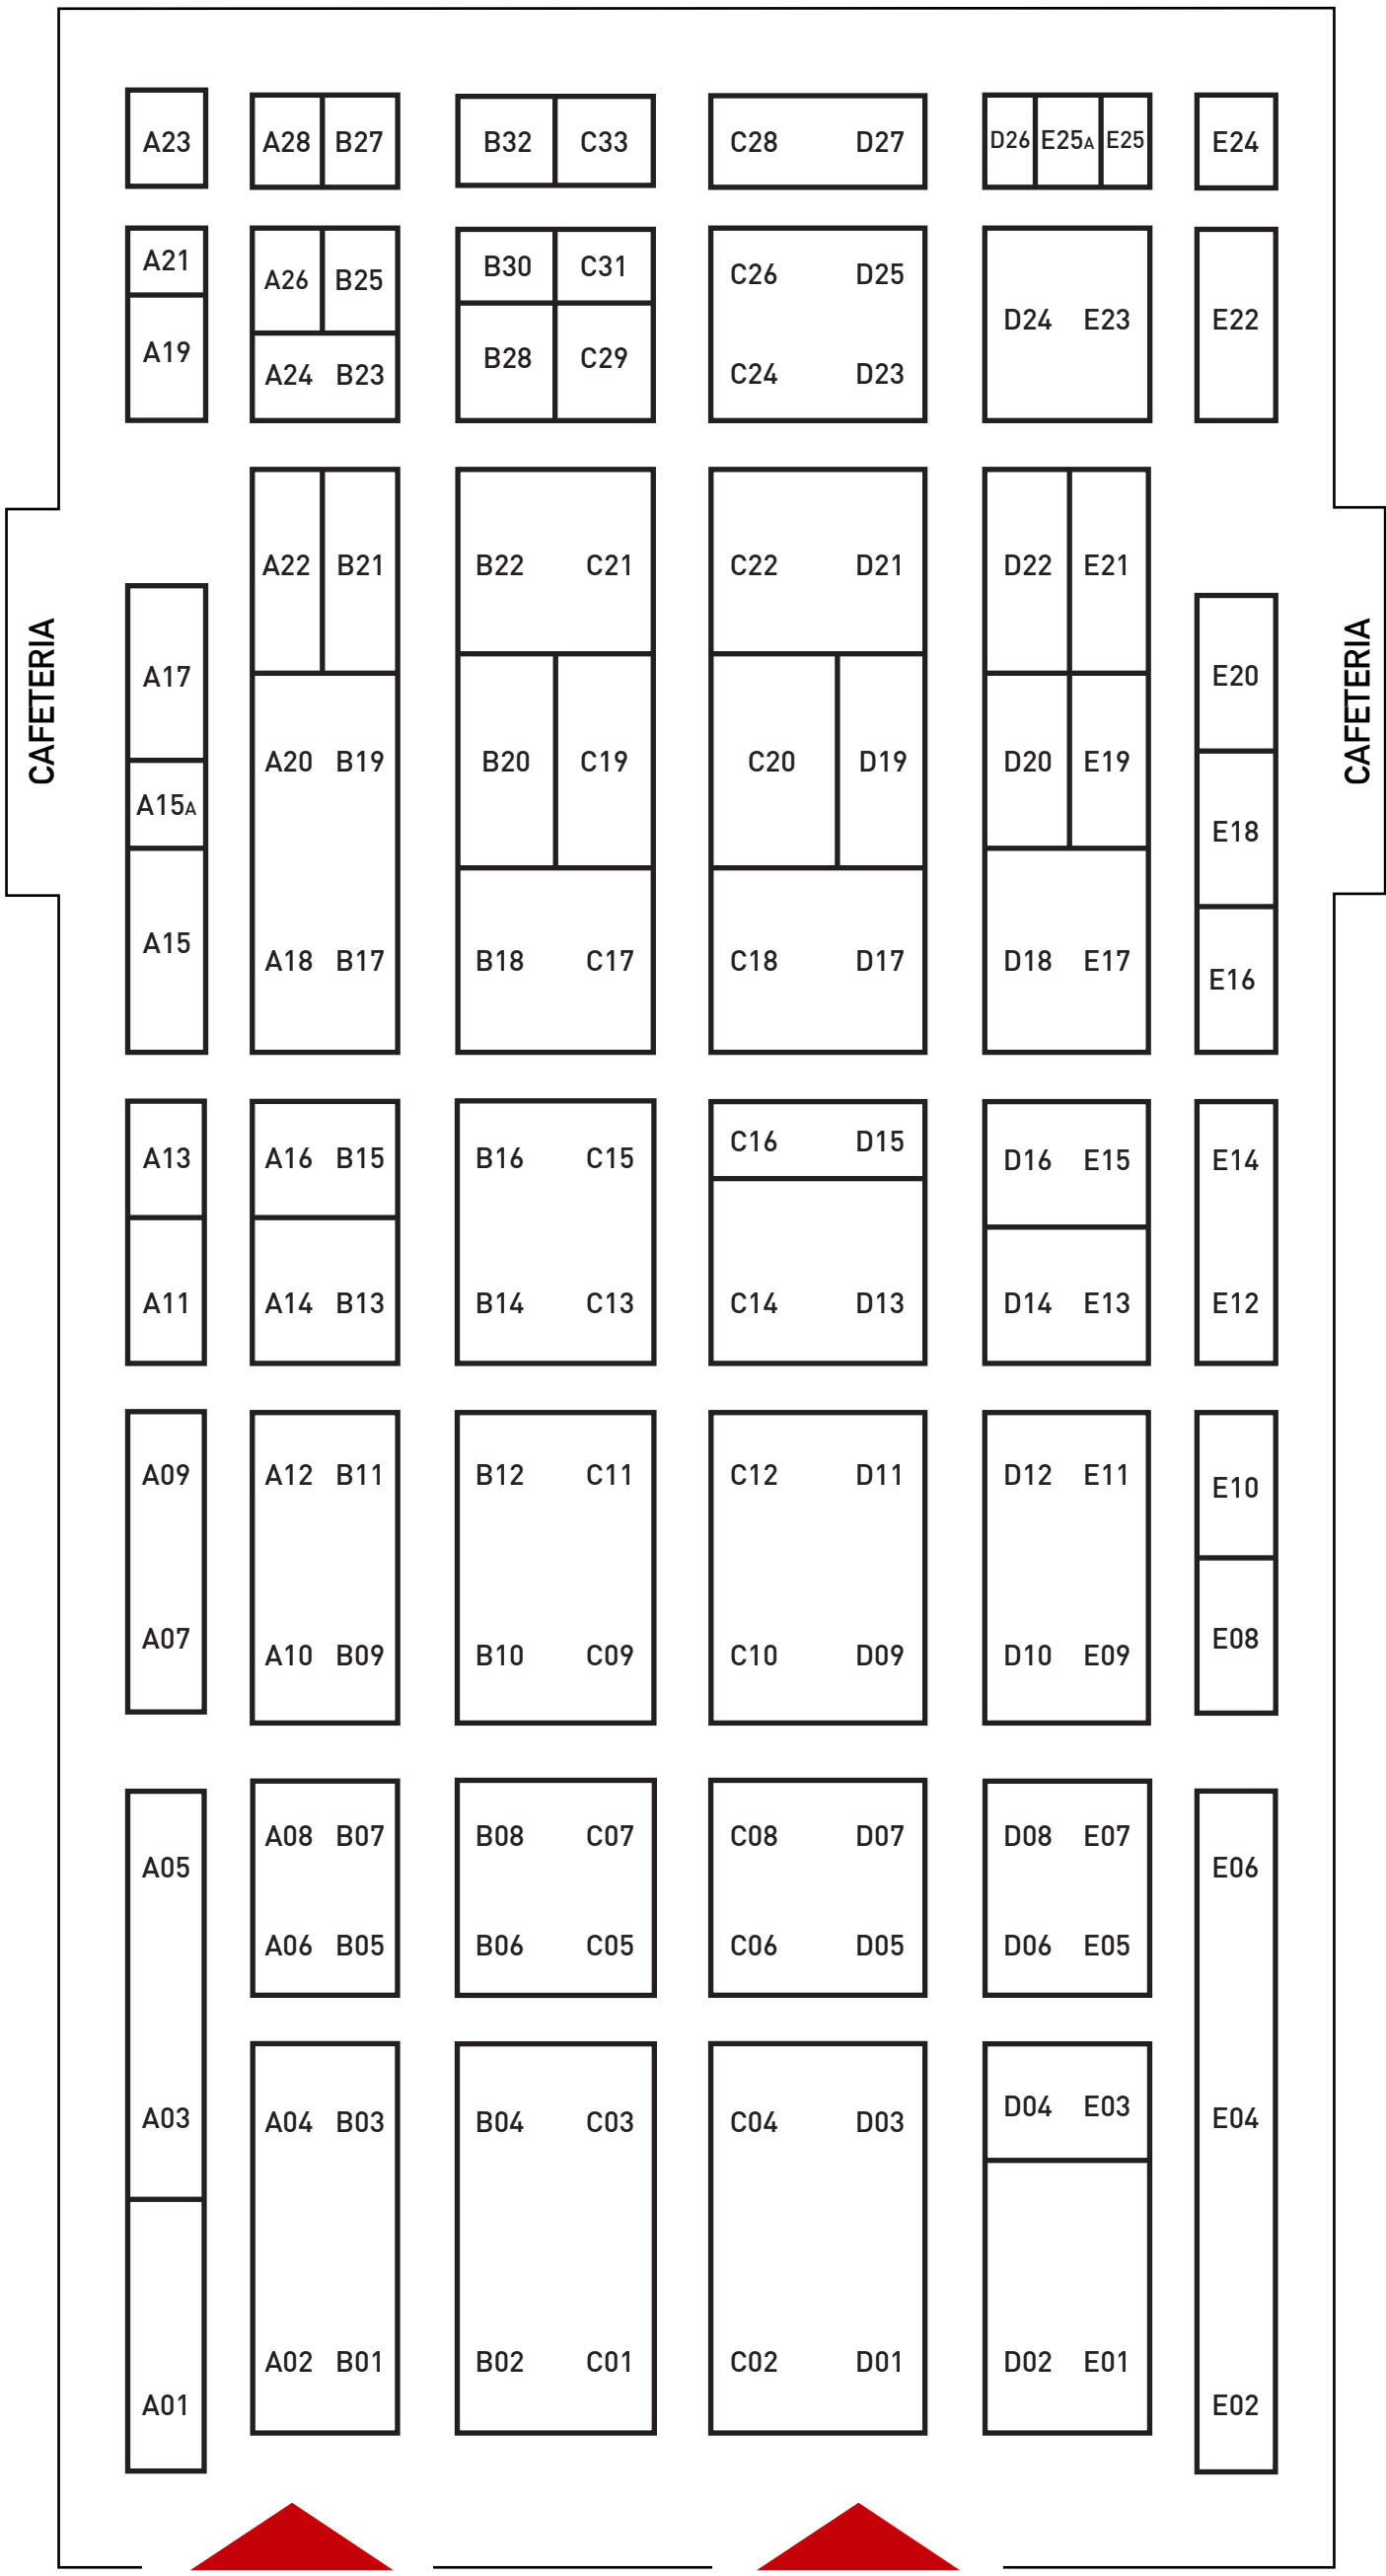 A23 A28 B27 B32 C33 C28 D27 D26 E25A E25 E24
A21 A26 B25 B30 C31 C26 D25 D24 E23 E22
A19 A24 B23 B28 C29 C24 D23
A22 B21 B22 C21 C22 D21 D22 E21
CAFETERIA
A17 E20
CAFETERIA
A20 B19 B20 C19 C20 D19 D20 E19
A15A E18
A15 A18 B17 B18 C17 C18 D17 D18 E17 E16
A13 A16 B15 B16 C15 C16 D15 D16 E15 E14
A11 A14 B13 B14 C13 C14 D13 D14 E13 E12
A09 A12 B11 B12 C11 C12 D11 D12 E11 E10
A07 A10 B09 B10 C09 C10 D09 D10 E09 E08
A08 B07 B08 C07 C08 D07 D08 E07
A05 E06
A06 B05 B06 C05 C06 D05 D06 E05
A03 A04 B03 B04 C03 C04 D03 D04 E03 E04
A02 B01 B02 C01 C02 D01 D02 E01
A01 E02